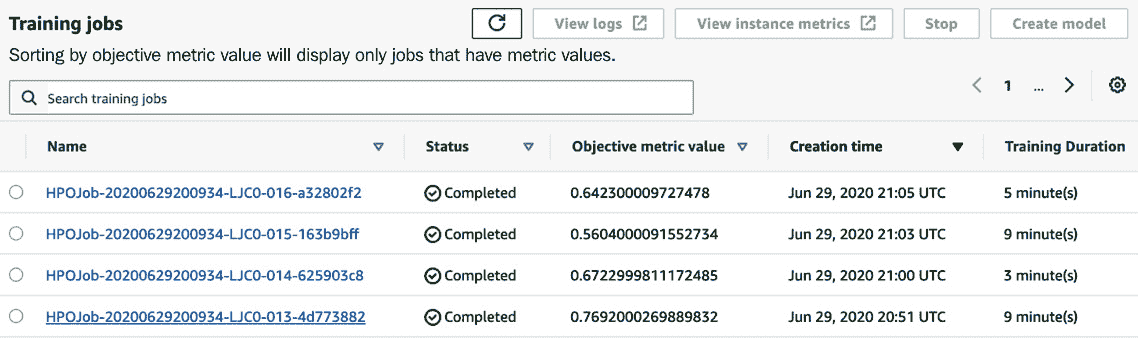 Training jobs
View logs
View instance metrics
Stop
Create model
Sorting by objective metric value will display only jobs that have metric values.
Search training jobs
1 ...
Name Status Objective metric value Creation time Training Duration
HPOJob-20200629200934-LJC0-016-a32802f2 Completed 0.642300009727478 Jun 29, 2020 21:05 UTC 5 minute(s)
HPOJob-20200629200934-LJC0-015-163b9bff Completed 0.5604000091552734 Jun 29, 2020 21:03 UTC 9 minute(s)
HPOJob-20200629200934-LJC0-014-625903c8 Completed 0.6722999811172485 Jun 29, 2020 21:00 UTC 3 minute(s)
HPOJob-20200629200934-LJC0-013-4d773882 Completed 0.7692000269889832 Jun 29, 2020 20:51 UTC 9 minute(s)